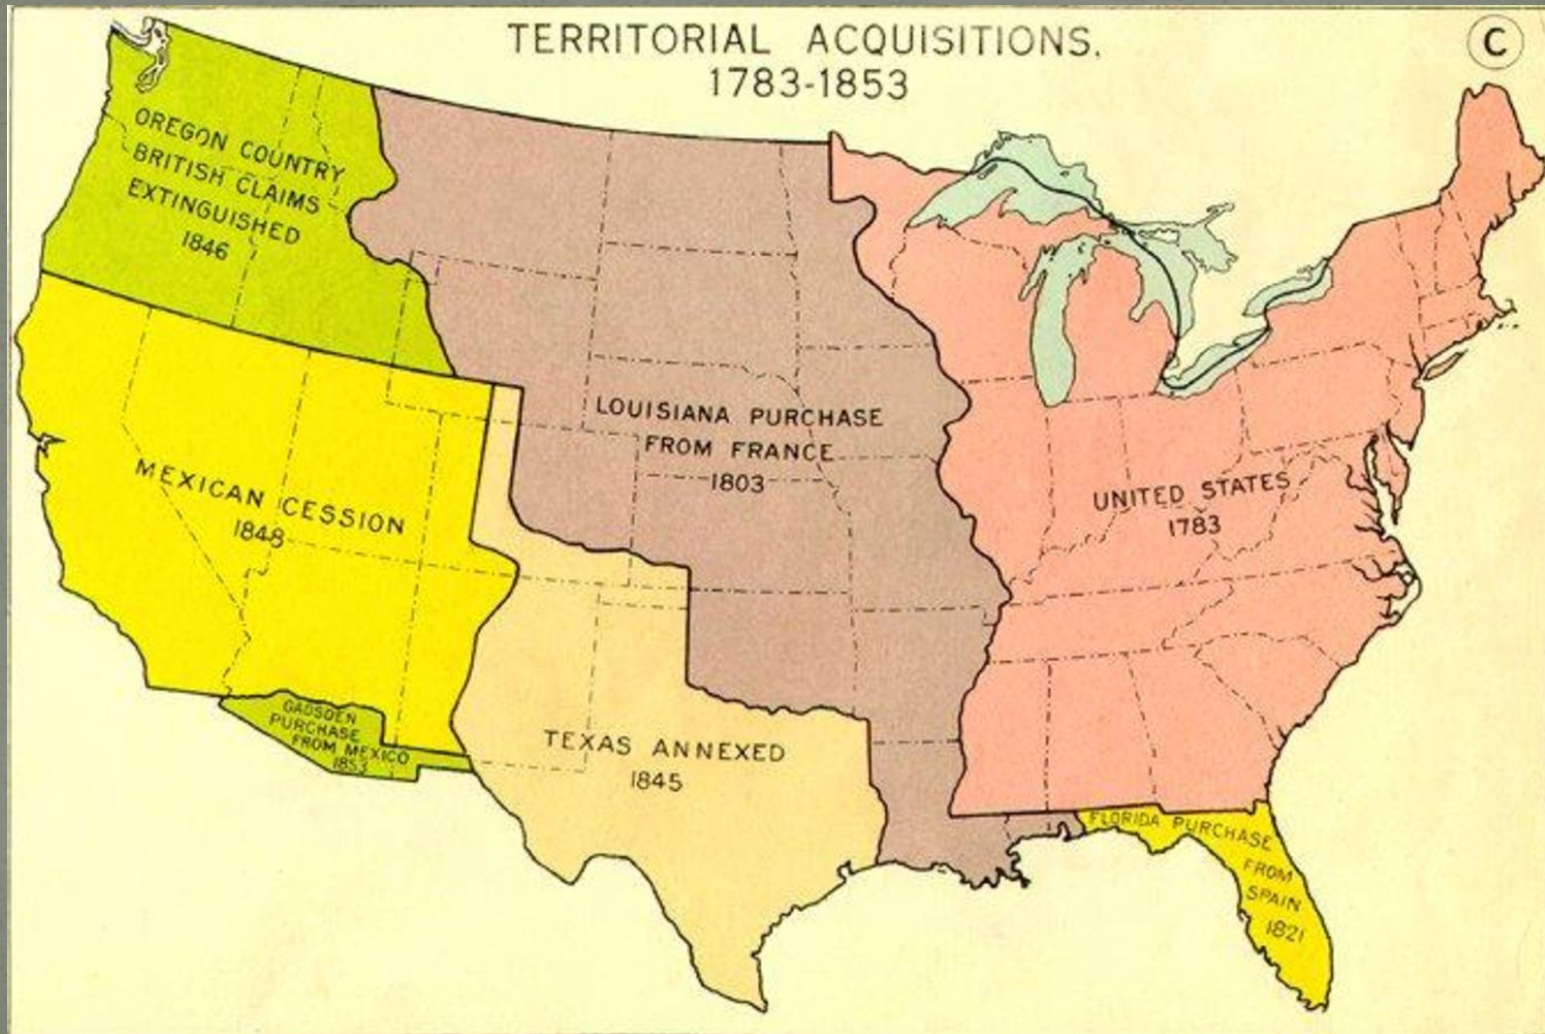 TERRITORIAL ACQUISITIONS.
1783-1853
C
OREGON COUNTRY
BRITISH CLAIMS
EXTINGUISHED
1846
MEXICAN CESSION
1848
GADSDEN
PURCHASE
FROM MEXICO
1853
LOUISIANA PURCHASE
FROM FRANCE
1803
TEXAS ANNEXED
1845
UNITED STATES
1783
FLORIDA PURCHASE
FROM
SPAIN
1821